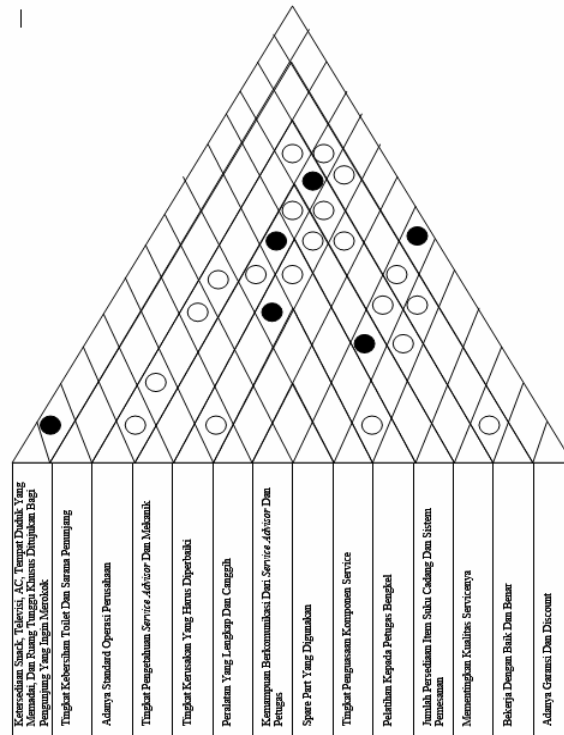 Ketersediaan Snack, Televisi, AC, Tempat Duduk Yang
Memadai, Dan Ruang Tunggu Khusus Ditujukan Bagi
Pengunjung Yang Ingin Merokok
Tingkat Kebersihan Toilet Dan Sarana Penunjang
Adanya Standard Operasi Perusahaan
Tingkat Pengetahuan Service Advisor Dan Mekanik
Tingkat Kerusakan Yang Harus Diperbaiki
Peralatan Yang Lengkap Dan Canggih
Kemampuan Berkomunikasi Dari Service Advisor Dan
Petugas
Spare Part Yang Digunakan
Tingkat Penguasaan Komponen Service
Pelatihan Kepada Petugas Bengkel
Jumlah Persediaan Item Suku Cadang Dan Sistem
Pemesanan
Mementingkan Kualitas Servicenya
Bekerja Dengan Baik Dan Benar
Adanya Garansi Dan Discount